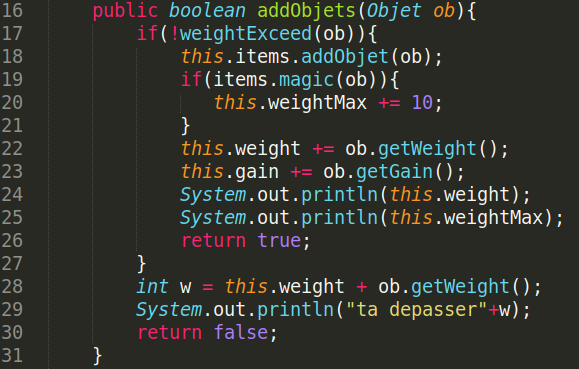 16 public boolean addObjets(Objet ob){
17 if(!weightExceed(ob)){
18 this.items.addObjet(ob);
19 if(items.magic(ob)){
20 this.weightMax += 10;
21 }
22 this.weight += ob.getWeight();
23 this.gain += ob.getGain();
24 System.out.println(this.weight);
25 System.out.println(this.weightMax);
26 return true;
27 }
28 int w = this.weight + ob.getWeight();
29 System.out.println("ta depasser"+w);
30 return false;
31 }